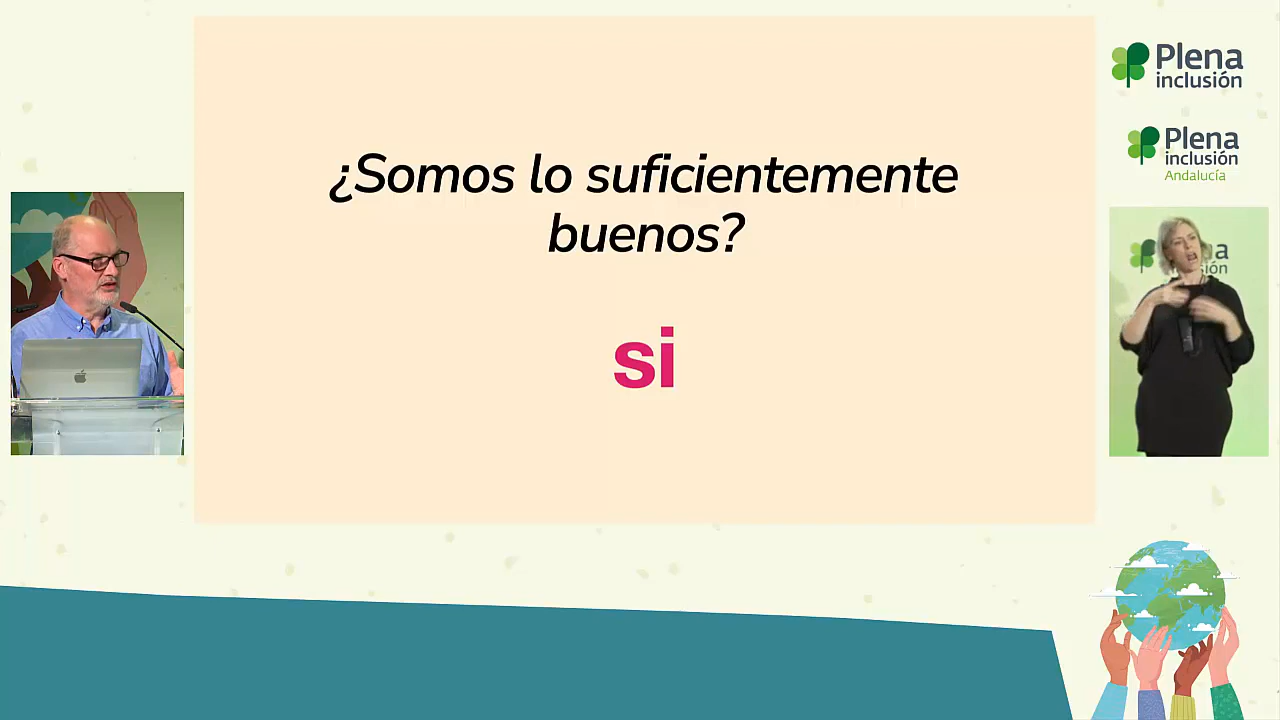 ¿Somos lo suficientemente
buenos?
si
Plena
inclusión
Plena
inclusión
Andalucía